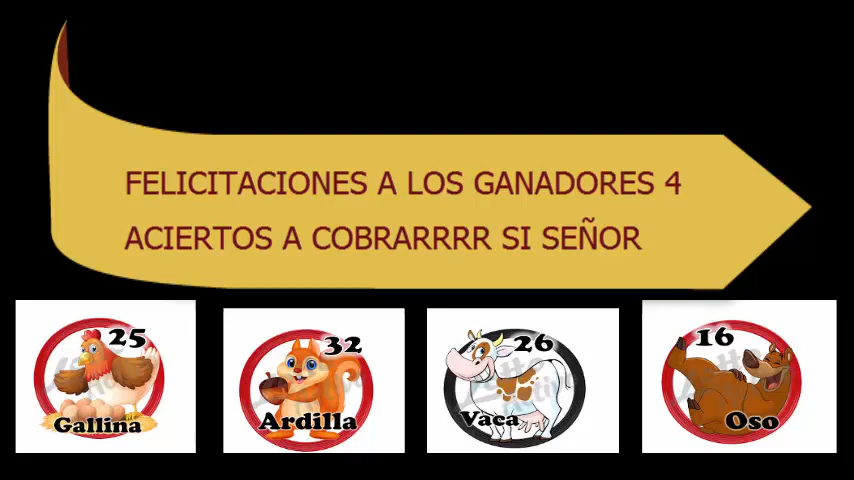 FELICITACIONES A LOS GANADORES 4
ACIERTOS A COBRARRRR SI SEÑOR
25
Gallina
32
Ardilla
26
Vaca
16
Oso